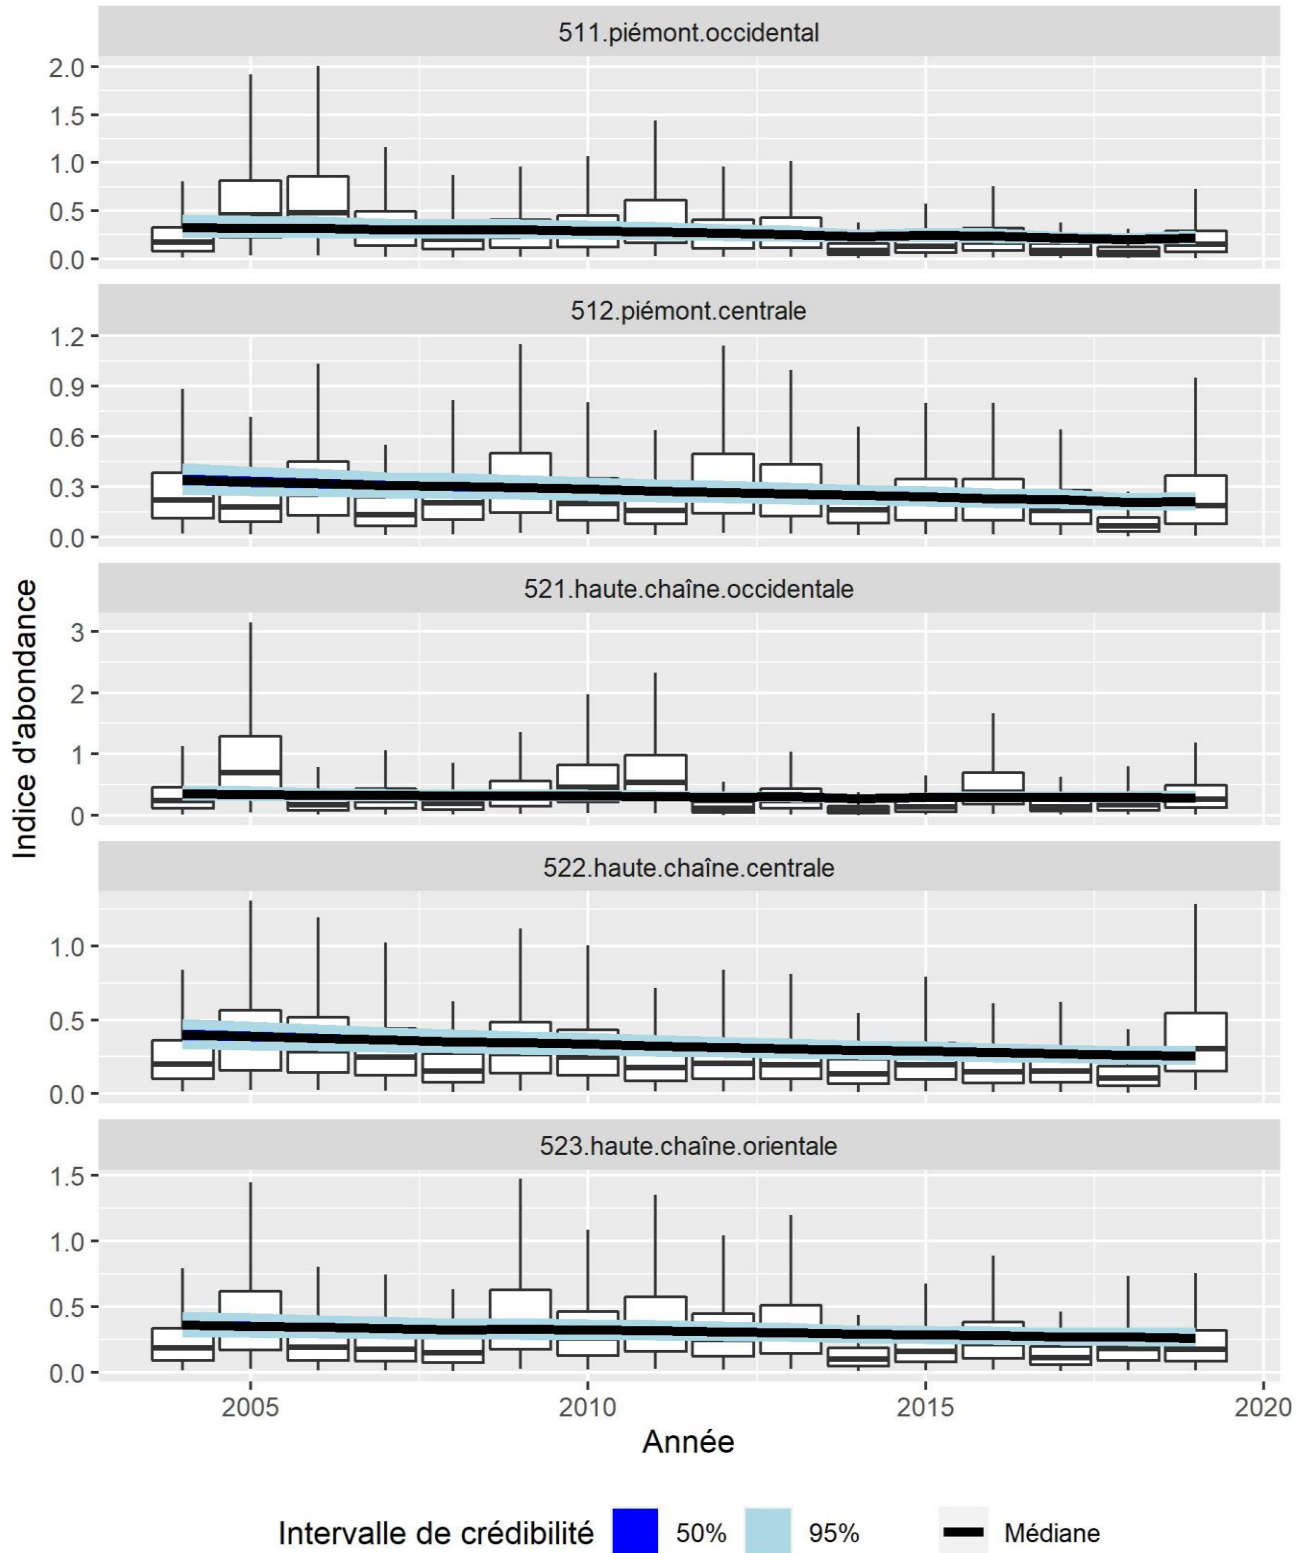 511.piémont.occidental
2.0
1.5
1.0
0.5
0.0
512.piémont.centrale
1.2
0.9
0.6
0.3
0.0
521.haute.chaîne.occidentale
3
2
1
0
522.haute.chaîne.centrale
1.0
0.5
0.0
523.haute.chaîne.orientale
1.5
1.0
0.5
0.0
Indice d'abondance
2005 2010 2015 2020
Année
Intervalle de crédibilité 50% 95% Médiane